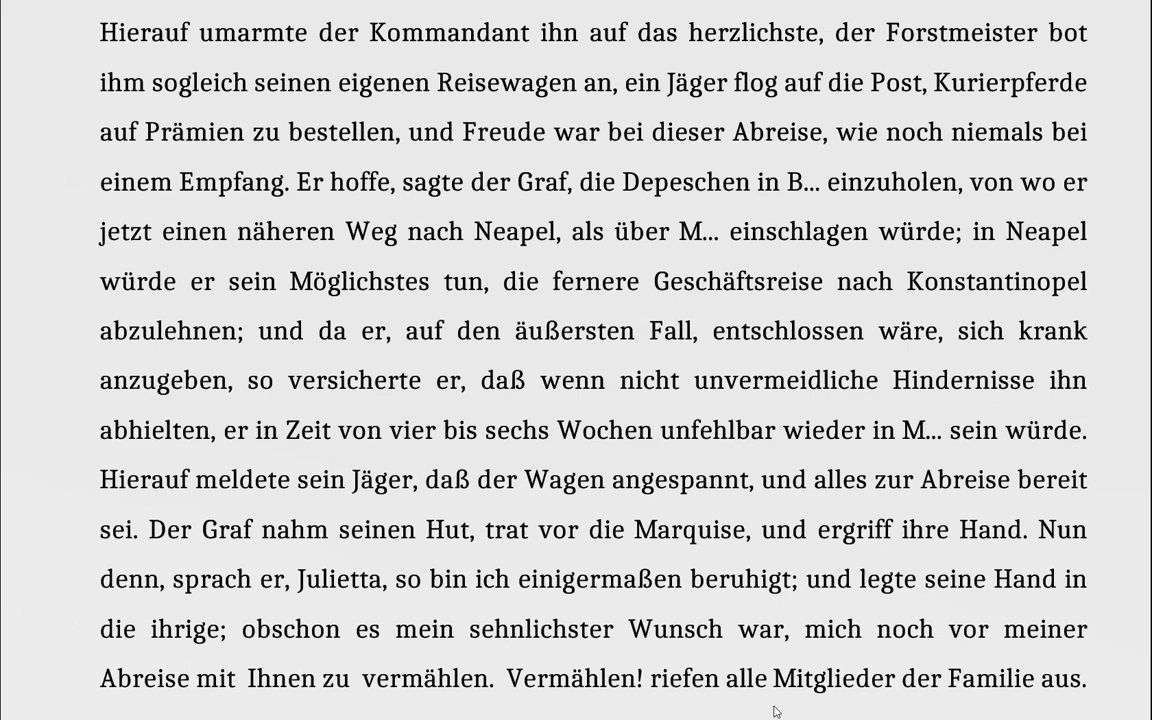 Hierauf umarmte der Kommandant ihn auf das herzlichste, der Forstmeister bot
ihm sogleich seinen eigenen Reisewagen an, ein Jäger flog auf die Post, Kurierpferde
auf Prämien zu bestellen, und Freude war bei dieser Abreise, wie noch niemals bei
einem Empfang. Er hoffe, sagte der Graf, die Depeschen in B... einzuholen, von wo er
jetzt einen näheren Weg nach Neapel, als über M... einschlagen würde; in Neapel
würde er sein Möglichstes tun, die fernere Geschäftsreise nach Konstantinopel
abzulehnen; und da er, auf den äußersten Fall, entschlossen wäre, sich krank
anzugeben, so versicherte er, daß wenn nicht unvermeidliche Hindernisse ihn
abhielten, er in Zeit von vier bis sechs Wochen unfehlbar wieder in M... sein würde.
Hierauf meldete sein Jäger, daß der Wagen angespannt, und alles zur Abreise bereit
sei. Der Graf nahm seinen Hut, trat vor die Marquise, und ergriff ihre Hand. Nun
denn, sprach er, Julietta, so bin ich einigermaßen beruhigt; und legte seine Hand in
die ihrige; obschon es mein sehnlichster Wunsch war, mich noch vor meiner
Abreise mit Ihnen zu vermählen. Vermählen! riefen alle Mitglieder der Familie aus.